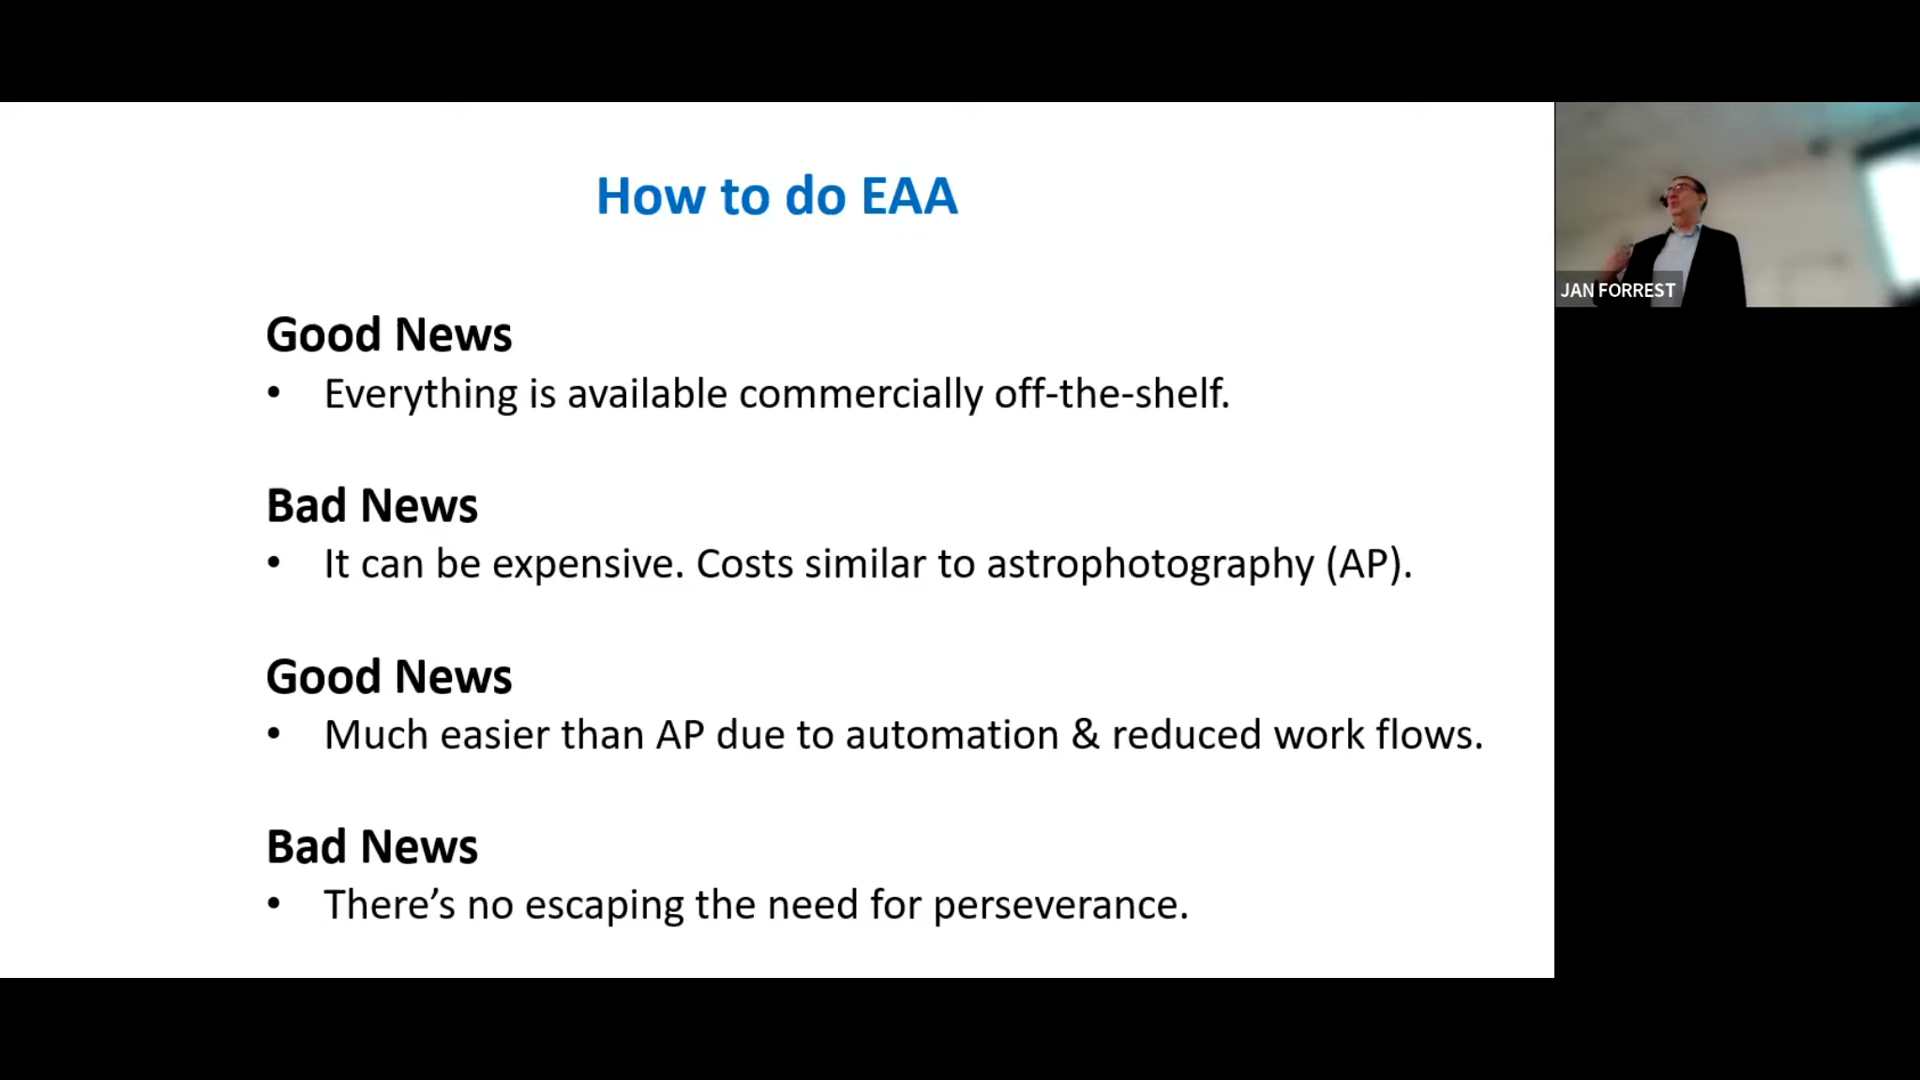 How to do EAA
Good News
• Everything is available commercially off-the-shelf.
Bad News
• It can be expensive. Costs similar to astrophotography (AP).
Good News
• Much easier than AP due to automation & reduced work flows.
Bad News
• There’s no escaping the need for perseverance.
JAN FORREST